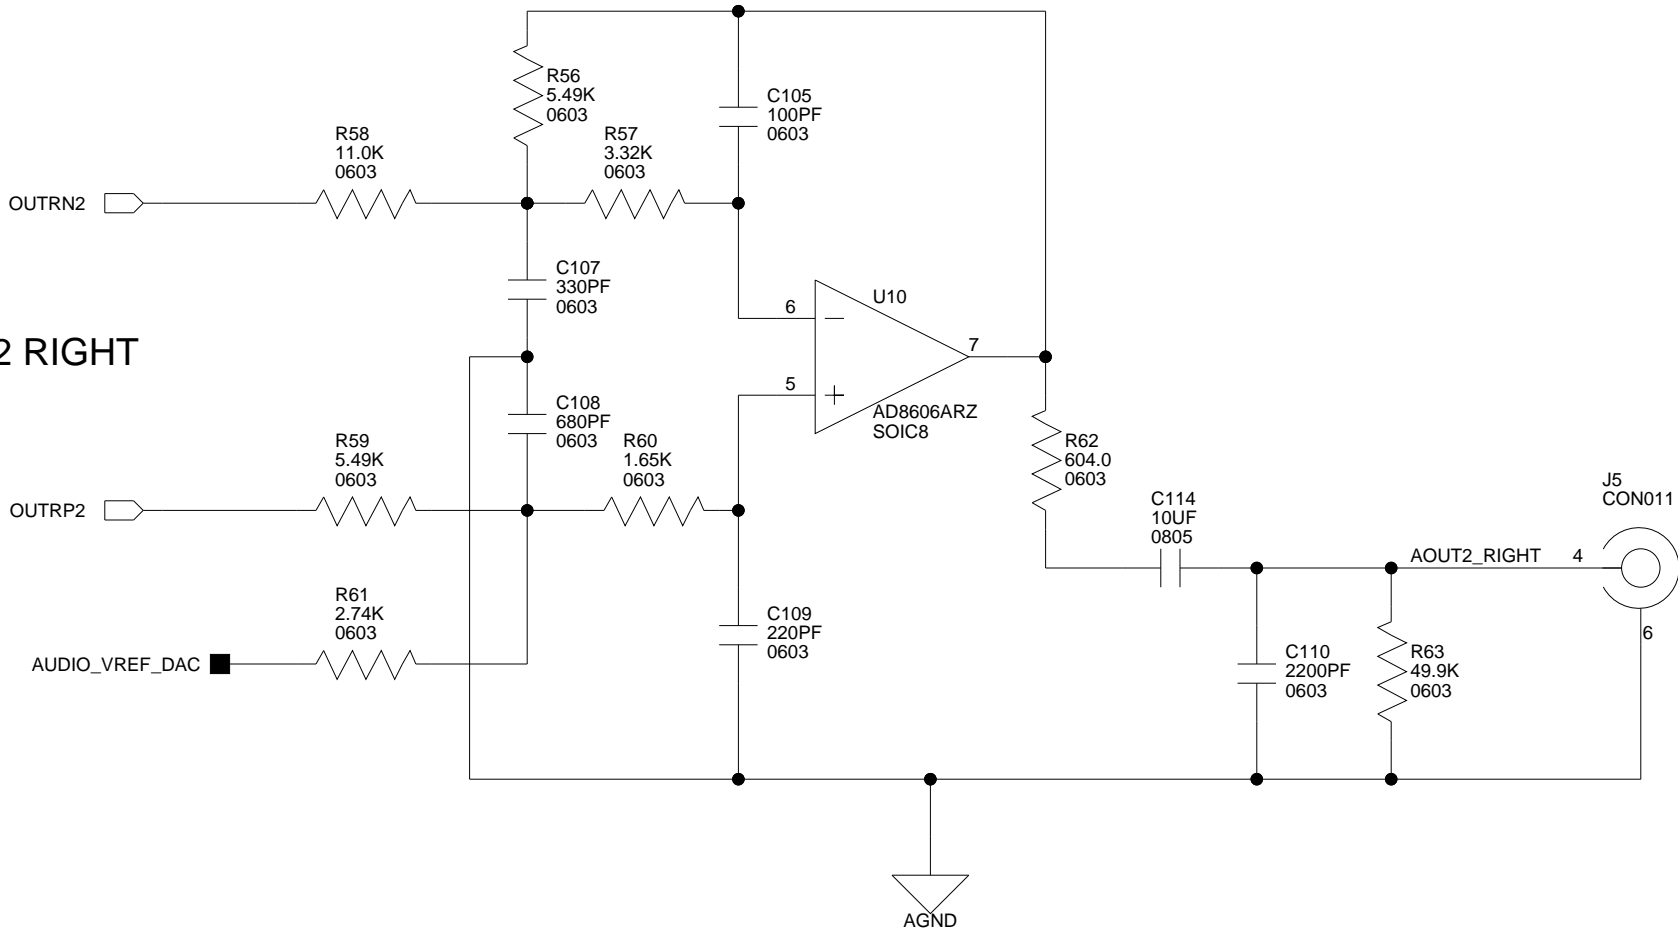 R56
5.49K
0603
C105
100PF
0603
R58
11.0K
0603
R57
3.32K
0603
OUTRN2
C107
330PF
0603
U10
6
2 RIGHT
7
5
C108
680PF
0603
AD8606ARZ
SOIC8
R59
5.49K
0603
R60
1.65K
0603
R62
604.0
0603
OUTRP2
C114
10UF
0805
J5
CON011
AOUT2_RIGHT
4
R61
2.74K
0603
C109
220PF
0603
6
AUDIO_VREF_DAC
C110
2200PF
0603
R63
49.9K
0603
AGND